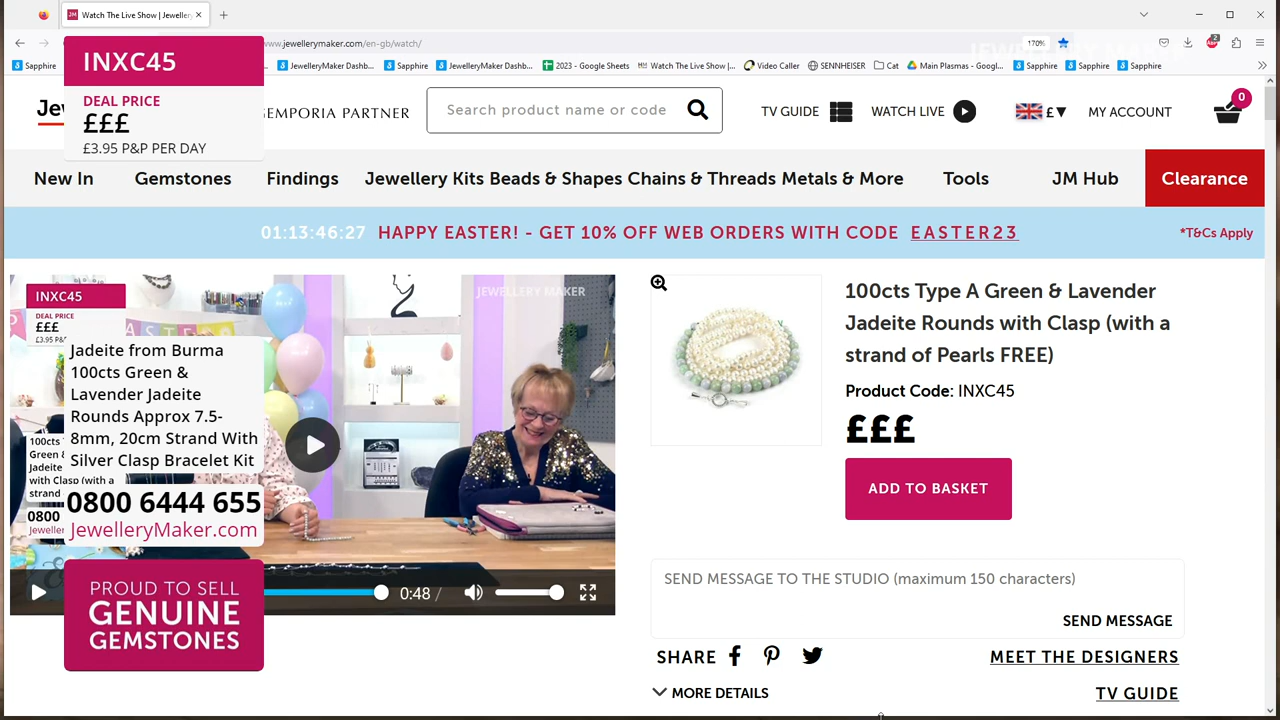 Watch The Live Show | Jewellery
INXC45
DEAL PRICE
£££
£3.95 P&P PER DAY
www.jewellerymaker.com/en-gb/watch/
170%
2
JEWELLERY MAKER
Sapphire
JewelleryMaker Dashb...
Sapphire
JewelleryMaker Dashb...
2023 - Google Sheets
Watch The Live Show |...
Video Caller
SENNHEISER
Cat
Main Plasmas - Googl...
Sapphire
Sapphire
Sapphire
GEMPORIA PARTNER
Search product name or code
TV GUIDE
WATCH LIVE
£
MY ACCOUNT
0
New In Gemstones Findings Jewellery Kits Beads & Shapes Chains & Threads Metals & More Tools JM Hub Clearance
01:13:46:27 HAPPY EASTER! - GET 10% OFF WEB ORDERS WITH CODE EASTER23 *T&Cs Apply
INXC45
DEAL PRICE
£££
JEWELLERY MAKER
Jadeite from Burma
100cts Green &
Lavender Jadeite
Rounds Approx 7.5-
8mm, 20cm Strand With
Silver Clasp Bracelet Kit
100cts
Green &
Jadeite
with Clasp (with a
strand
0800
0800 6444 655
JewelleryMaker.com
PROUD TO SELL
GENUINE
GEMSTONES
0:48 /
100cts Type A Green & Lavender
Jadeite Rounds with Clasp (with a
strand of Pearls FREE)
Product Code: INXC45
£££
ADD TO BASKET
SEND MESSAGE TO THE STUDIO (maximum 150 characters)
SEND MESSAGE
SHARE
MEET THE DESIGNERS
MORE DETAILS
TV GUIDE